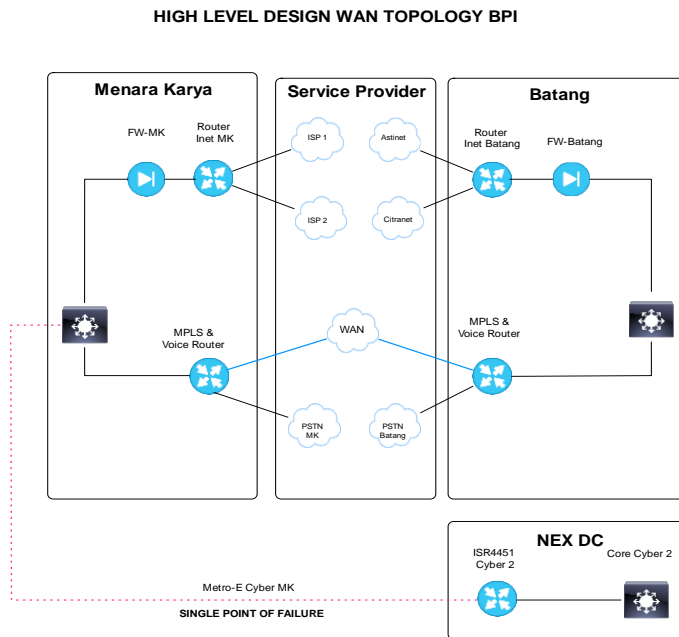 HIGH LEVEL DESIGN WAN TOPOLOGY BPI
Menara Karya
FW-MK
Router
Inet MK
MPLS &
Voice Router
Service Provider
ISP 1
Astinet
ISP 2
Citranet
WAN
PSTN
MK
PSTN
Batang
Batang
Router
Inet Batang
FW-Batang
MPLS &
Voice Router
NEX DC
ISR4451
Cyber 2
Core Cyber 2
Metro-E Cyber MK
SINGLE POINT OF FAILURE